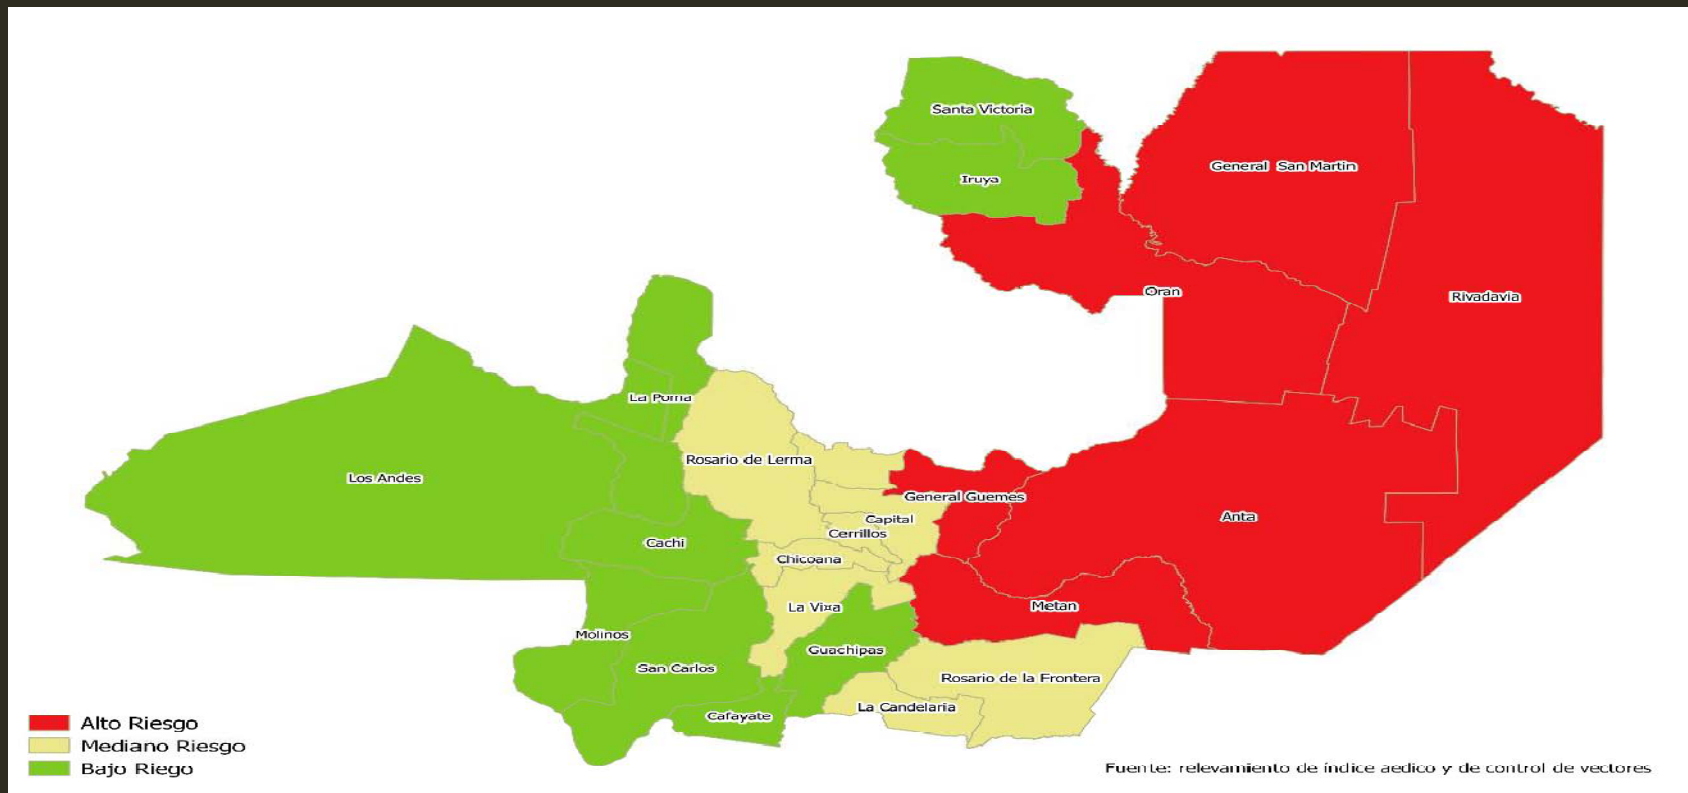 Santa Victoria
General San Martin
Iruya
Oran
Rivadavia
La Poma
Rosario de Lerma
Los Andes
General Guemes
Capital
Anta
Cerrillos
Cachi
Chicoana
La Viña
Metan
Molinos
Guachipas
San Carlos
Rosario de la Frontera
La Candelaria
Cafayate
Alto Riesgo
Mediano Riesgo
Bajo Riego
Fuente: relevamiento de índice aedico y de control de vectores